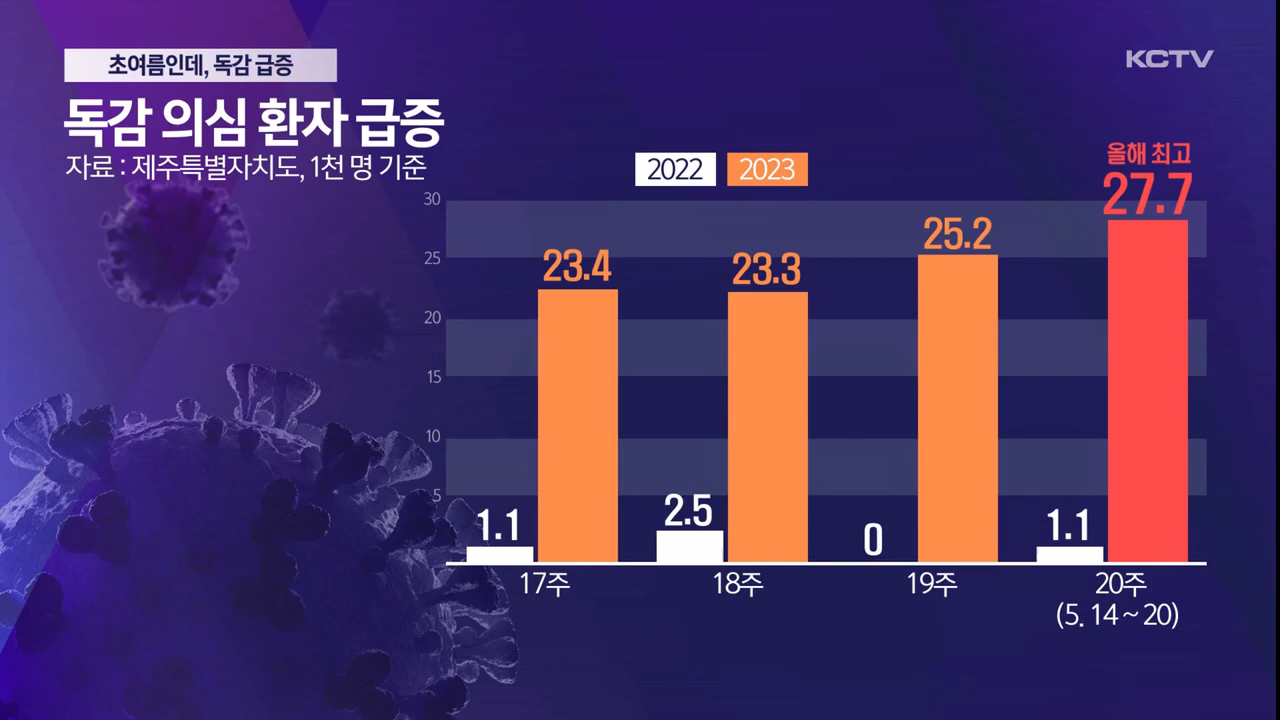 초여름인데, 독감 급증
KCTV
독감 의심 환자 급증
자료 : 제주특별자치도, 1천 명 기준
2022 2023
올해 최고
27.7
30
25
20
15
10
5
23.4
23.3
25.2
1.1
2.5
0
1.1
17주 18주 19주 20주
(5. 14 ~ 20)